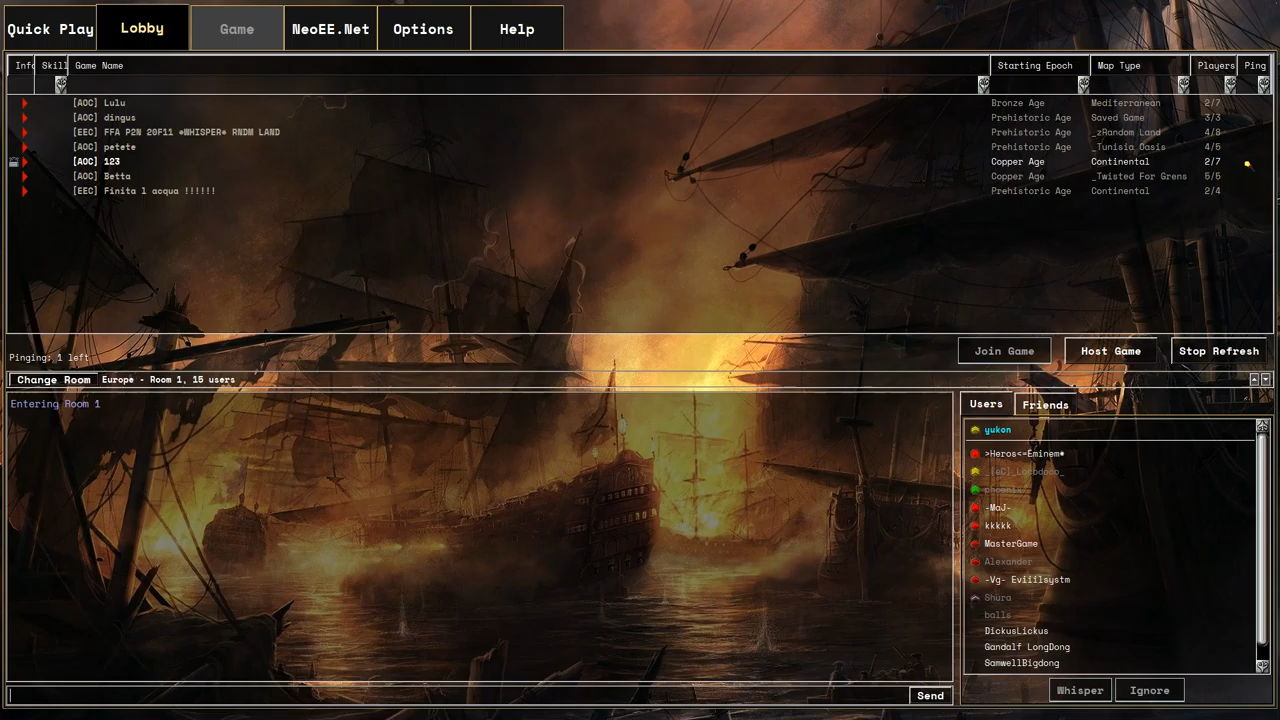 Quick Play Lobby Game NeoEE.Net Options Help
Info Skill Game Name Starting Epoch Map Type Players Ping
[AOC] Lulu Bronze Age Mediterranean 2/7
[AOC] dingus Prehistoric Age Saved Game 3/3
[EEC] FFA P2N 20F11 *WHISPER* RNDM LAND Prehistoric Age _zRandom Land 4/8
[AOC] petete Prehistoric Age _Tunisia Oasis 4/5
[AOC] 123 Copper Age Continental 2/7
[AOC] Betta Copper Age _Twisted For Grens 5/5
[EEC] Finita l acqua !!!!!! Prehistoric Age Continental 2/4
Pinging: 1 left
Join Game Host Game Stop Refresh
Change Room Europe - Room 1, 15 users
Entering Room 1
Users Friends
yukon
>Heros<=Eminem*
_[eC]_Locodoco_
phoenix
-MaJ-
kkkkk
MasterGame
Alexander
-Vg- Eviiilsystm
Shura
balls
DickusLickus
Gandalf LongDong
SamwellBigdong
Send
Whisper Ignore